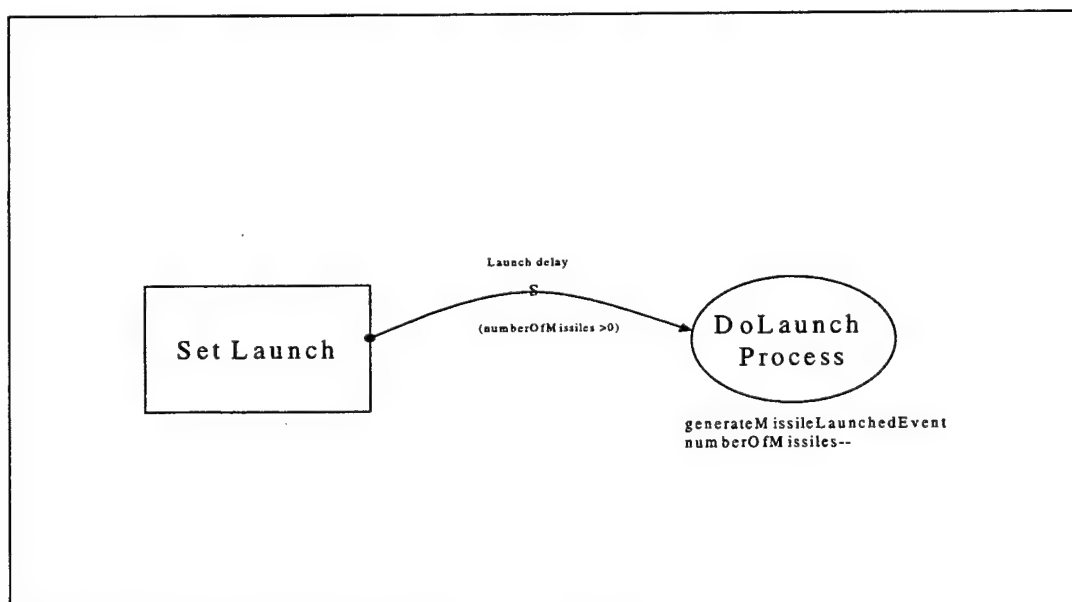 Launch delay
S
(numberOfMissiles >0)
Set Launch
DoLaunch
Process
generateMissileLaunchedEvent
numberOfMissiles--